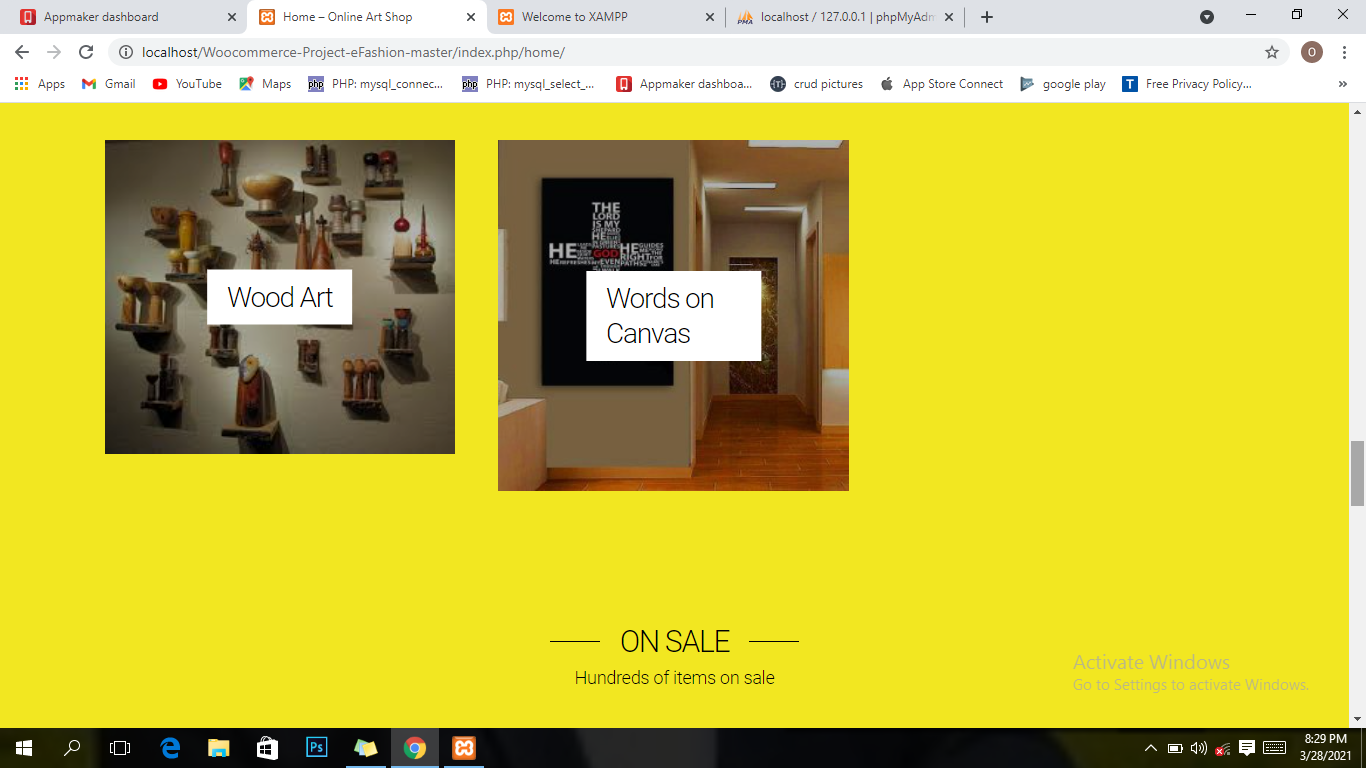 Appmaker dashboard
Home – Online Art Shop
Welcome to XAMPP
localhost / 127.0.0.1 | phpMyAdm
localhost/Woocommerce-Project-eFashion-master/index.php/home/
O
Apps
Gmail
YouTube
Maps
PHP: mysql_connec...
PHP: mysql_select_...
Appmaker dashboa...
crud pictures
App Store Connect
google play
Free Privacy Policy...
Wood Art
THE
LORD
IS MY
HE
HE
GOD
HE
GUIDES
RIGHT
EVEN
PATHS
Words on
Canvas
ON SALE
Hundreds of items on sale
Activate Windows
Go to Settings to activate Windows.
8:29 PM
3/28/2021